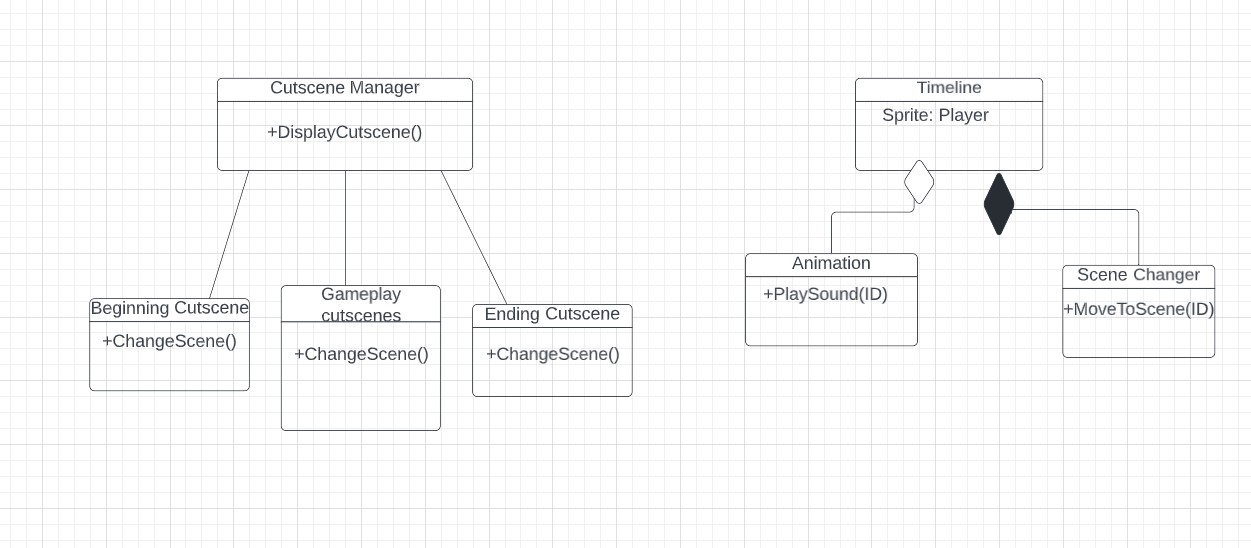 Cutscene Manager
+DisplayCutscene()
Timeline
Sprite: Player
Beginning Cutscene
+ChangeScene()
Gameplay
cutscenes
+ChangeScene()
Ending Cutscene
+ChangeScene()
Animation
+PlaySound(ID)
Scene Changer
+MoveToScene(ID)